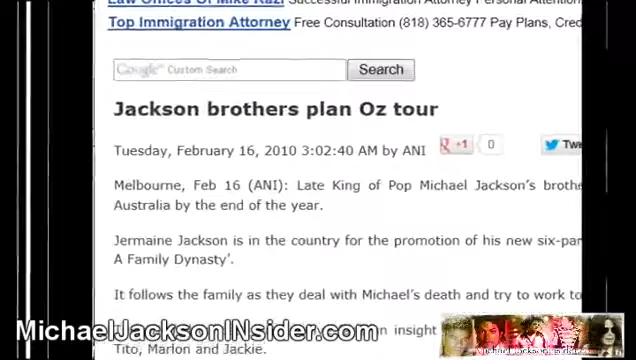 Law Offices Of Mike Razi Successful Immigration Attorney Personal Attention
Top Immigration Attorney Free Consultation (818) 365-6777 Pay Plans, Cred
Google™ Custom Search Search
Jackson brothers plan Oz tour
Tuesday, February 16, 2010 3:02:40 AM by ANI +1 0 Twe
Melbourne, Feb 16 (ANI): Late King of Pop Michael Jackson's brothe
Australia by the end of the year.
Jermaine Jackson is in the country for the promotion of his new six-par
A Family Dynasty'.
It follows the family as they deal with Michael's death and try to work to
an insight
Tito, Marlon and Jackie.
MichaelJacksonINsider.com